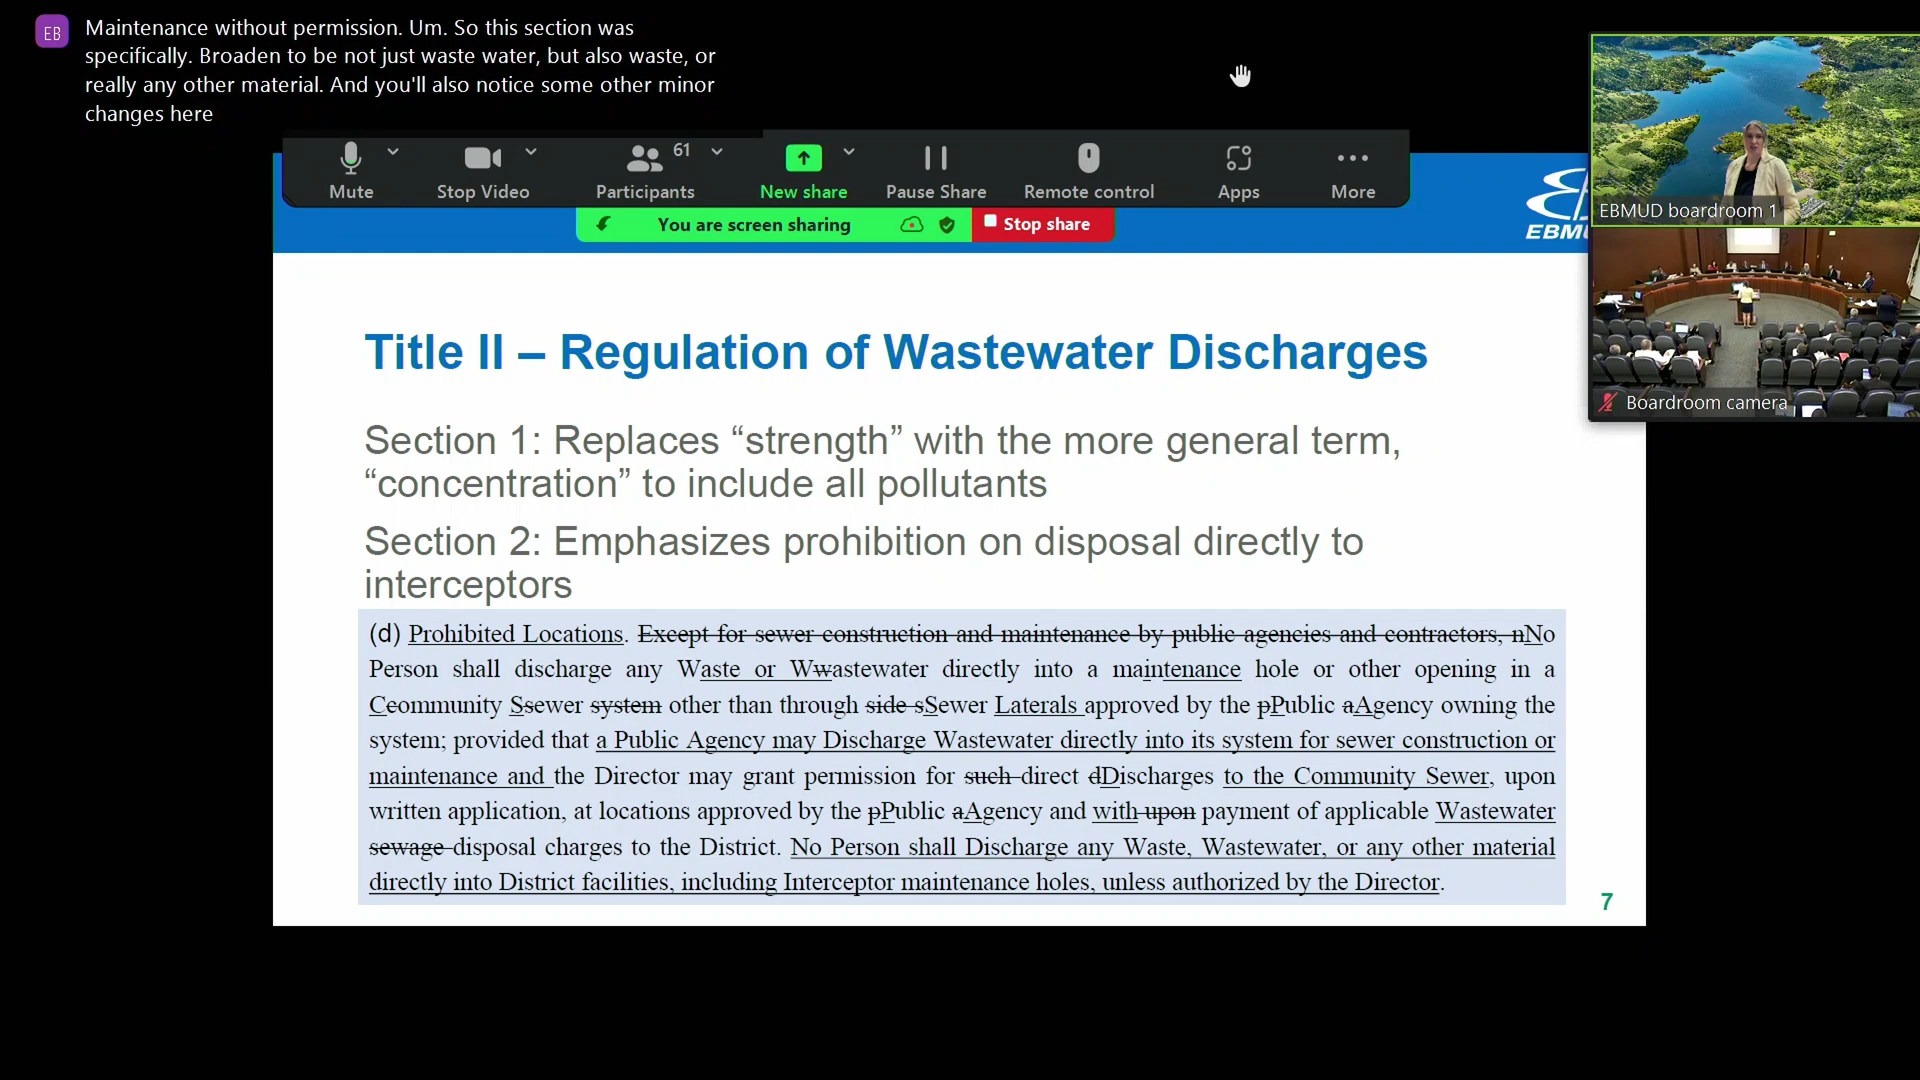 EB
Maintenance without permission. Um. So this section was
specifically. Broaden to be not just waste water, but also waste, or
really any other material. And you'll also notice some other minor
changes here
Mute
Stop Video
61
Participants
New share
Pause Share
Remote control
Apps
More
You are screen sharing
Stop share
EBMU
EBMUD boardroom 1
Boardroom camera
Title II – Regulation of Wastewater Discharges
Section 1: Replaces “strength” with the more general term,
“concentration” to include all pollutants
Section 2: Emphasizes prohibition on disposal directly to
interceptors
(d) Prohibited Locations. Except for sewer construction and maintenance by public agencies and contractors, nNo
Person shall discharge any Waste or Wwastewater directly into a maintenance hole or other opening in a
Ccommunity Ssewer system other than through side sSewer Laterals approved by the pPublic aAgency owning the
system; provided that a Public Agency may Discharge Wastewater directly into its system for sewer construction or
maintenance and the Director may grant permission for such direct dDischarges to the Community Sewer, upon
written application, at locations approved by the pPublic aAgency and with upon payment of applicable Wastewater
sewage disposal charges to the District. No Person shall Discharge any Waste, Wastewater, or any other material
directly into District facilities, including Interceptor maintenance holes, unless authorized by the Director.
7